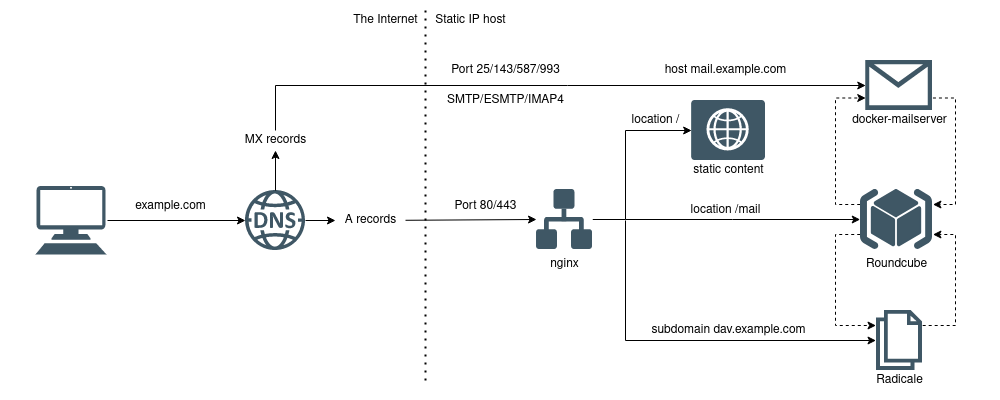 The Internet
Static IP host
Port 25/143/587/993
host mail.example.com
SMTP/ESMTP/IMAP4
docker-mailserver
location /
MX records
static content
example.com
DNS
A records
Port 80/443
location /mail
nginx
Roundcube
subdomain dav.example.com
Radicale